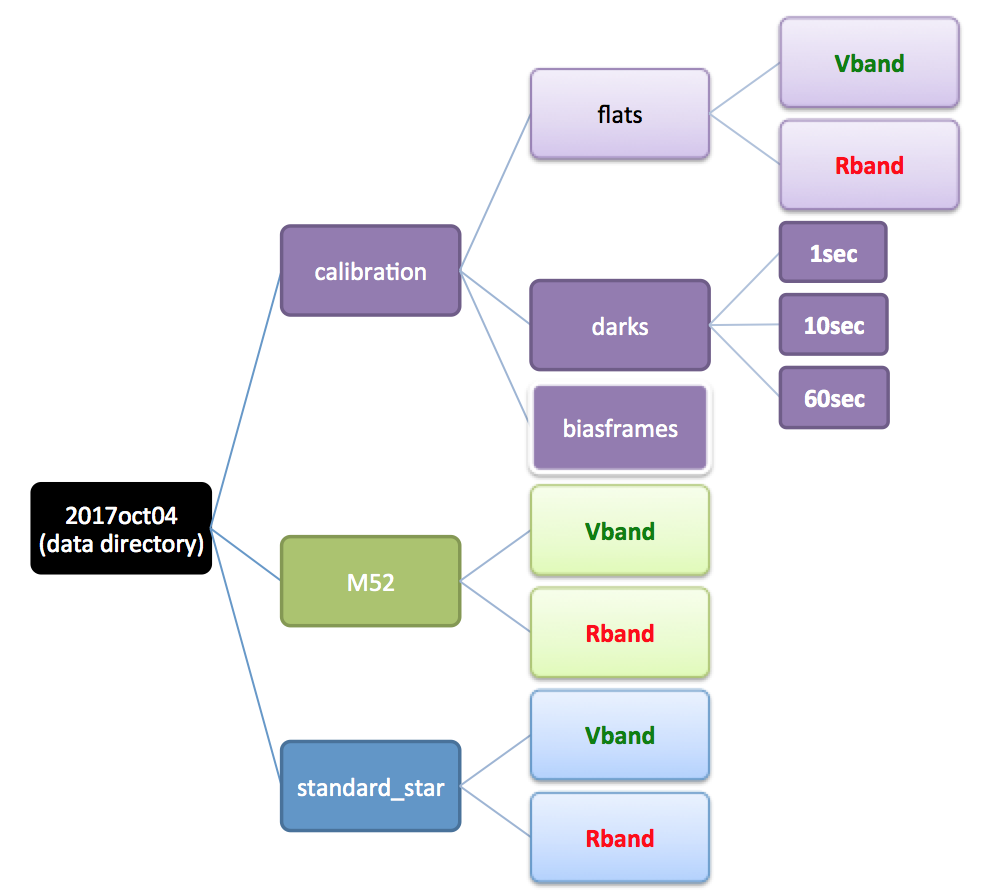 2017oct04
(data directory)
calibration
flats
Vband
Rband
darks
1sec
10sec
60sec
biasframes
M52
Vband
Rband
standard_star
Vband
Rband